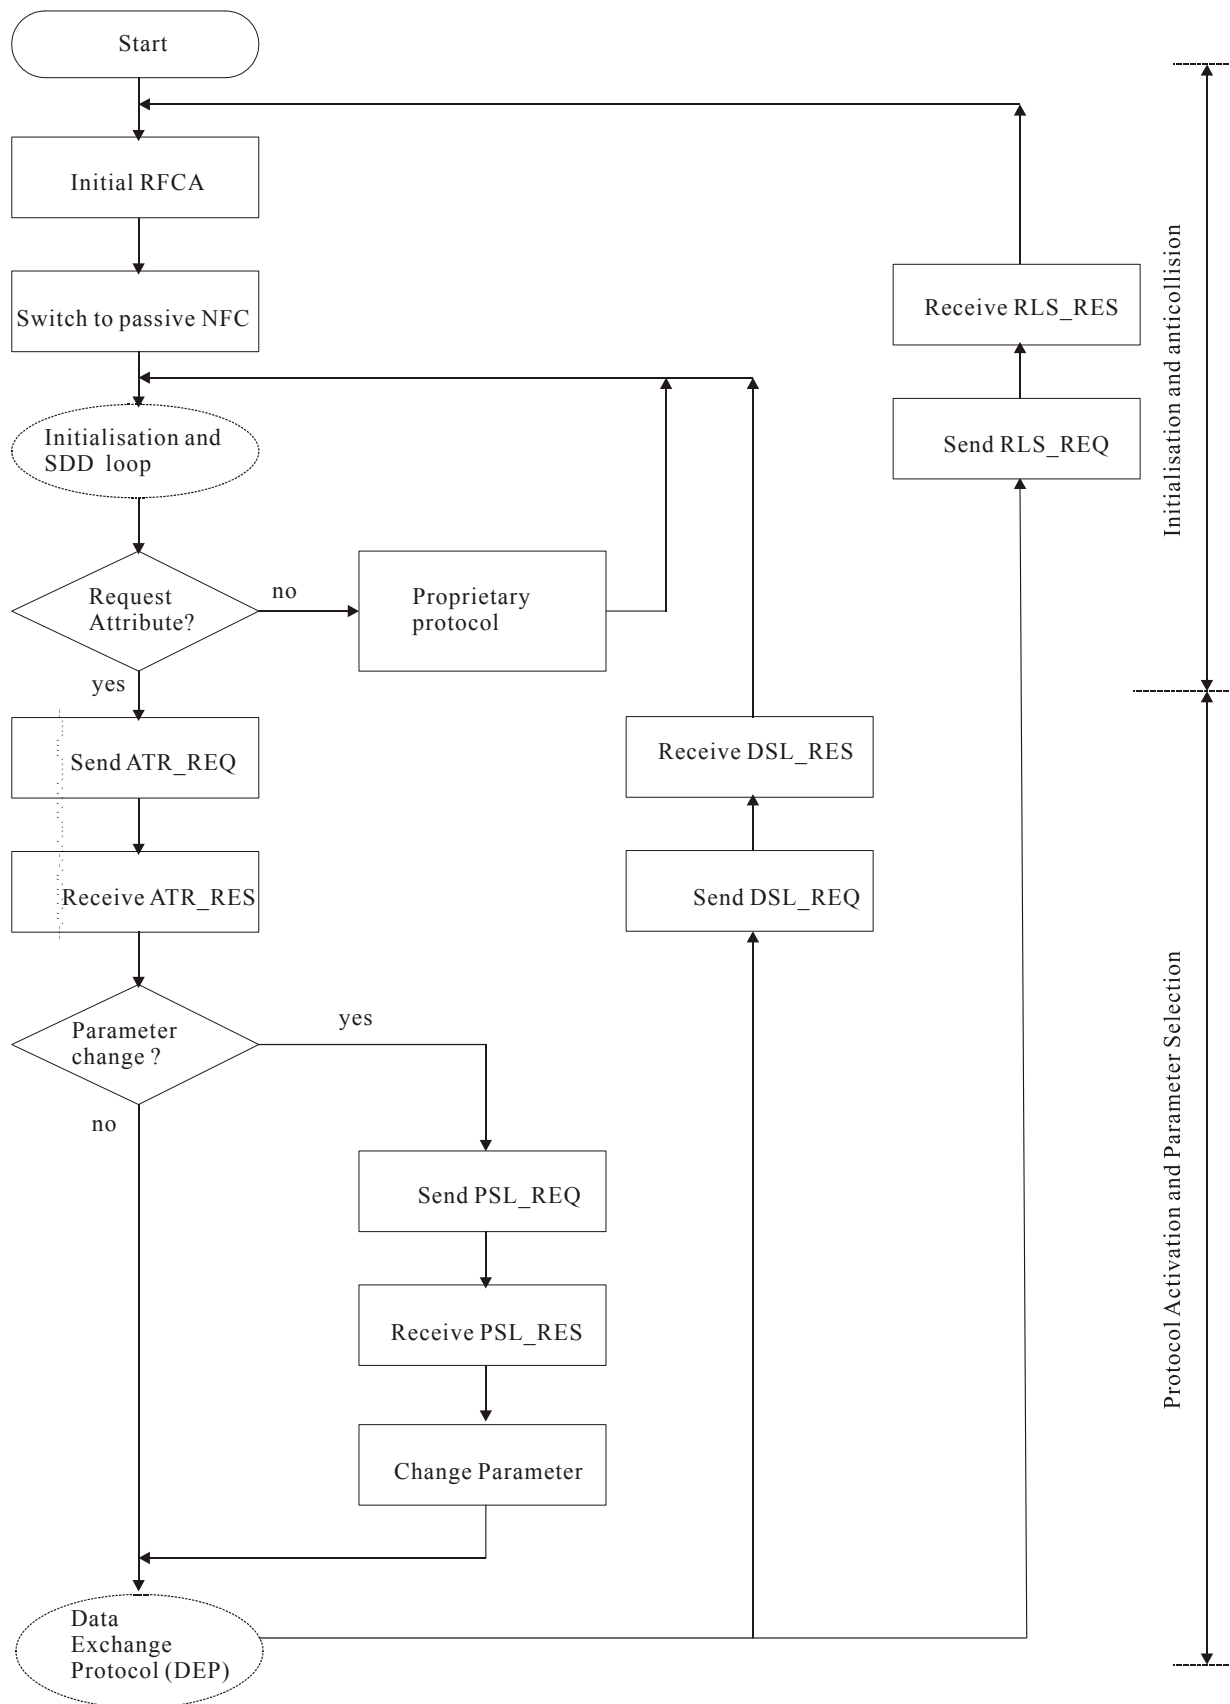 Start
Initial RFCA
Switch to passive NFC
Initialisation and
SDD loop
Request
Attribute?
no
yes
Proprietary
protocol
Send ATR_REQ
Receive ATR_RES
Parameter
change ?
yes
no
Send PSL_REQ
Receive PSL_RES
Change Parameter
Data
Exchange
Protocol (DEP)
Receive DSL_RES
Send DSL_REQ
Receive RLS_RES
Send RLS_REQ
Initialisation and anticollision
Protocol Activation and Parameter Selection